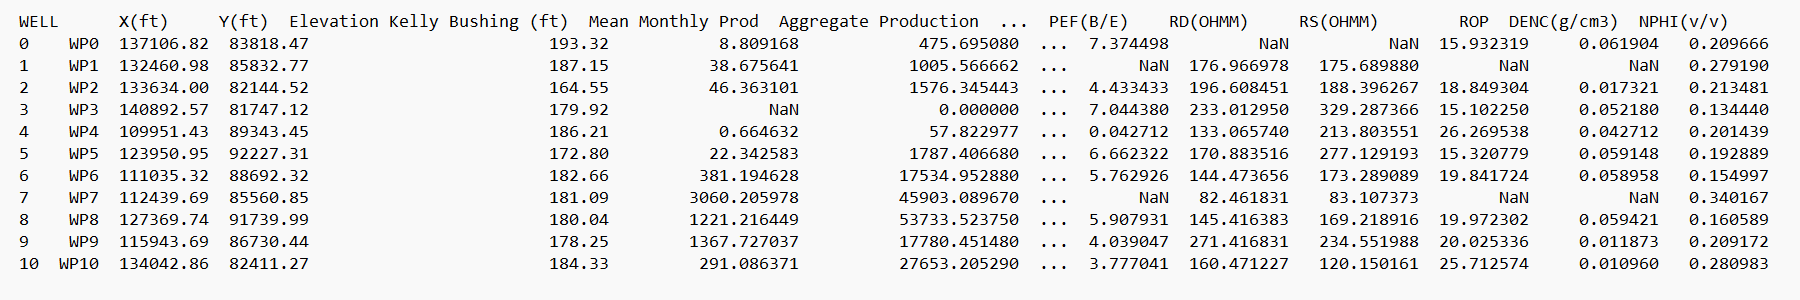 WELL X(ft) Y(ft) Elevation Kelly Bushing (ft) Mean Monthly Prod Aggregate Production ... PEF(B/E) RD(OHMM) RS(OHMM) ROP DENC(g/cm3) NPHI(v/v)
0 WP0 137106.82 83818.47 193.32 8.809168 475.695080 ... 7.374498 NaN NaN 15.932319 0.061904 0.209666
1 WP1 132460.98 85832.77 187.15 38.675641 1005.566662 ... NaN 176.966978 175.689880 NaN NaN 0.279190
2 WP2 133634.00 82144.52 164.55 46.363101 1576.345443 ... 4.433433 196.608451 188.396267 18.849304 0.017321 0.213481
3 WP3 140892.57 81747.12 179.92 NaN 0.000000 ... 7.044380 233.012950 329.287366 15.102250 0.052180 0.134440
4 WP4 109951.43 89343.45 186.21 0.664632 57.822977 ... 0.042712 133.065740 213.803551 26.269538 0.042712 0.201439
5 WP5 123950.95 92227.31 172.80 22.342583 1787.406680 ... 6.662322 170.883516 277.129193 15.320779 0.059148 0.192889
6 WP6 111035.32 88692.32 182.66 381.194628 17534.952880 ... 5.762926 144.473656 173.289089 19.841724 0.058958 0.154997
7 WP7 112439.69 85560.85 181.09 3060.205978 45903.089670 ... NaN 82.461831 83.107373 NaN NaN 0.340167
8 WP8 127369.74 91739.99 180.04 1221.216449 53733.523750 ... 5.907931 145.416383 169.218916 19.972302 0.059421 0.160589
9 WP9 115943.69 86730.44 178.25 1367.727037 17780.451480 ... 4.039047 271.416831 234.551988 20.025336 0.011873 0.209172
10 WP10 134042.86 82411.27 184.33 291.086371 27653.205290 ... 3.777041 160.471227 120.150161 25.712574 0.010960 0.280983